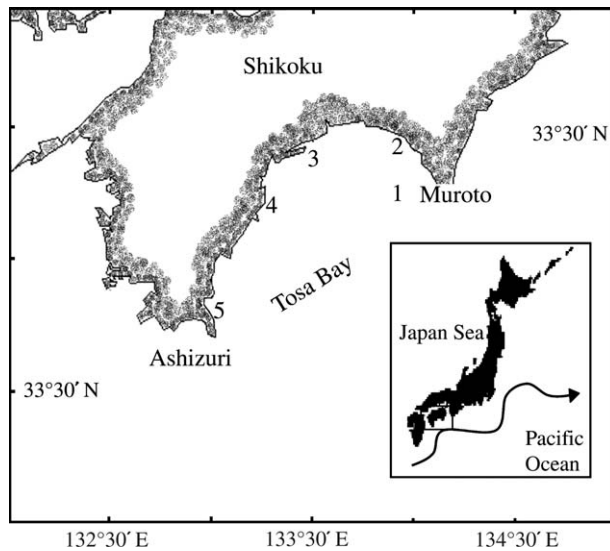 Shikoku
33°30′ N
2
3
1 Muroto
4
Tosa Bay
5
Ashizuri
Japan Sea
33°30′ N
Pacific
Ocean
132°30′ E
133°30′ E
134°30′ E